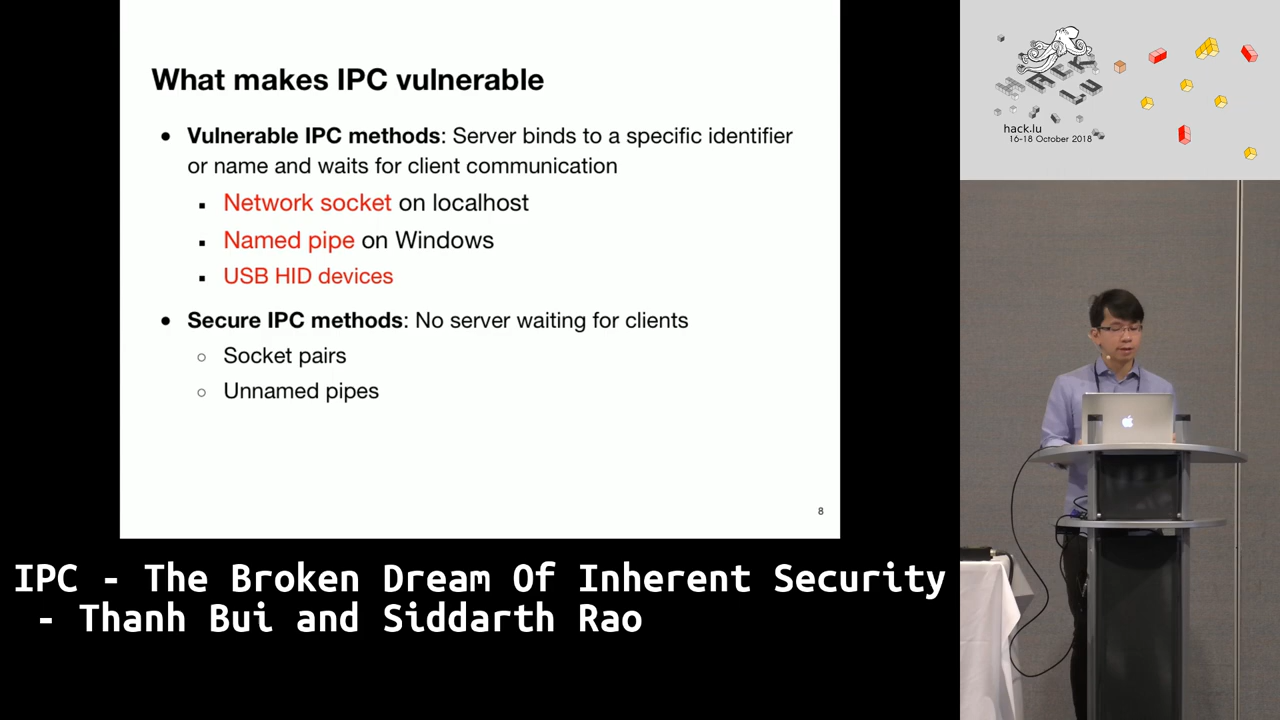 What makes IPC vulnerable
● Vulnerable IPC methods: Server binds to a specific identifier
or name and waits for client communication
▪ Network socket on localhost
▪ Named pipe on Windows
▪ USB HID devices
● Secure IPC methods: No server waiting for clients
○ Socket pairs
○ Unnamed pipes
8
HACK
LU
hack.lu
16-18 October 2018
IPC - The Broken Dream Of Inherent Security
- Thanh Bui and Siddarth Rao